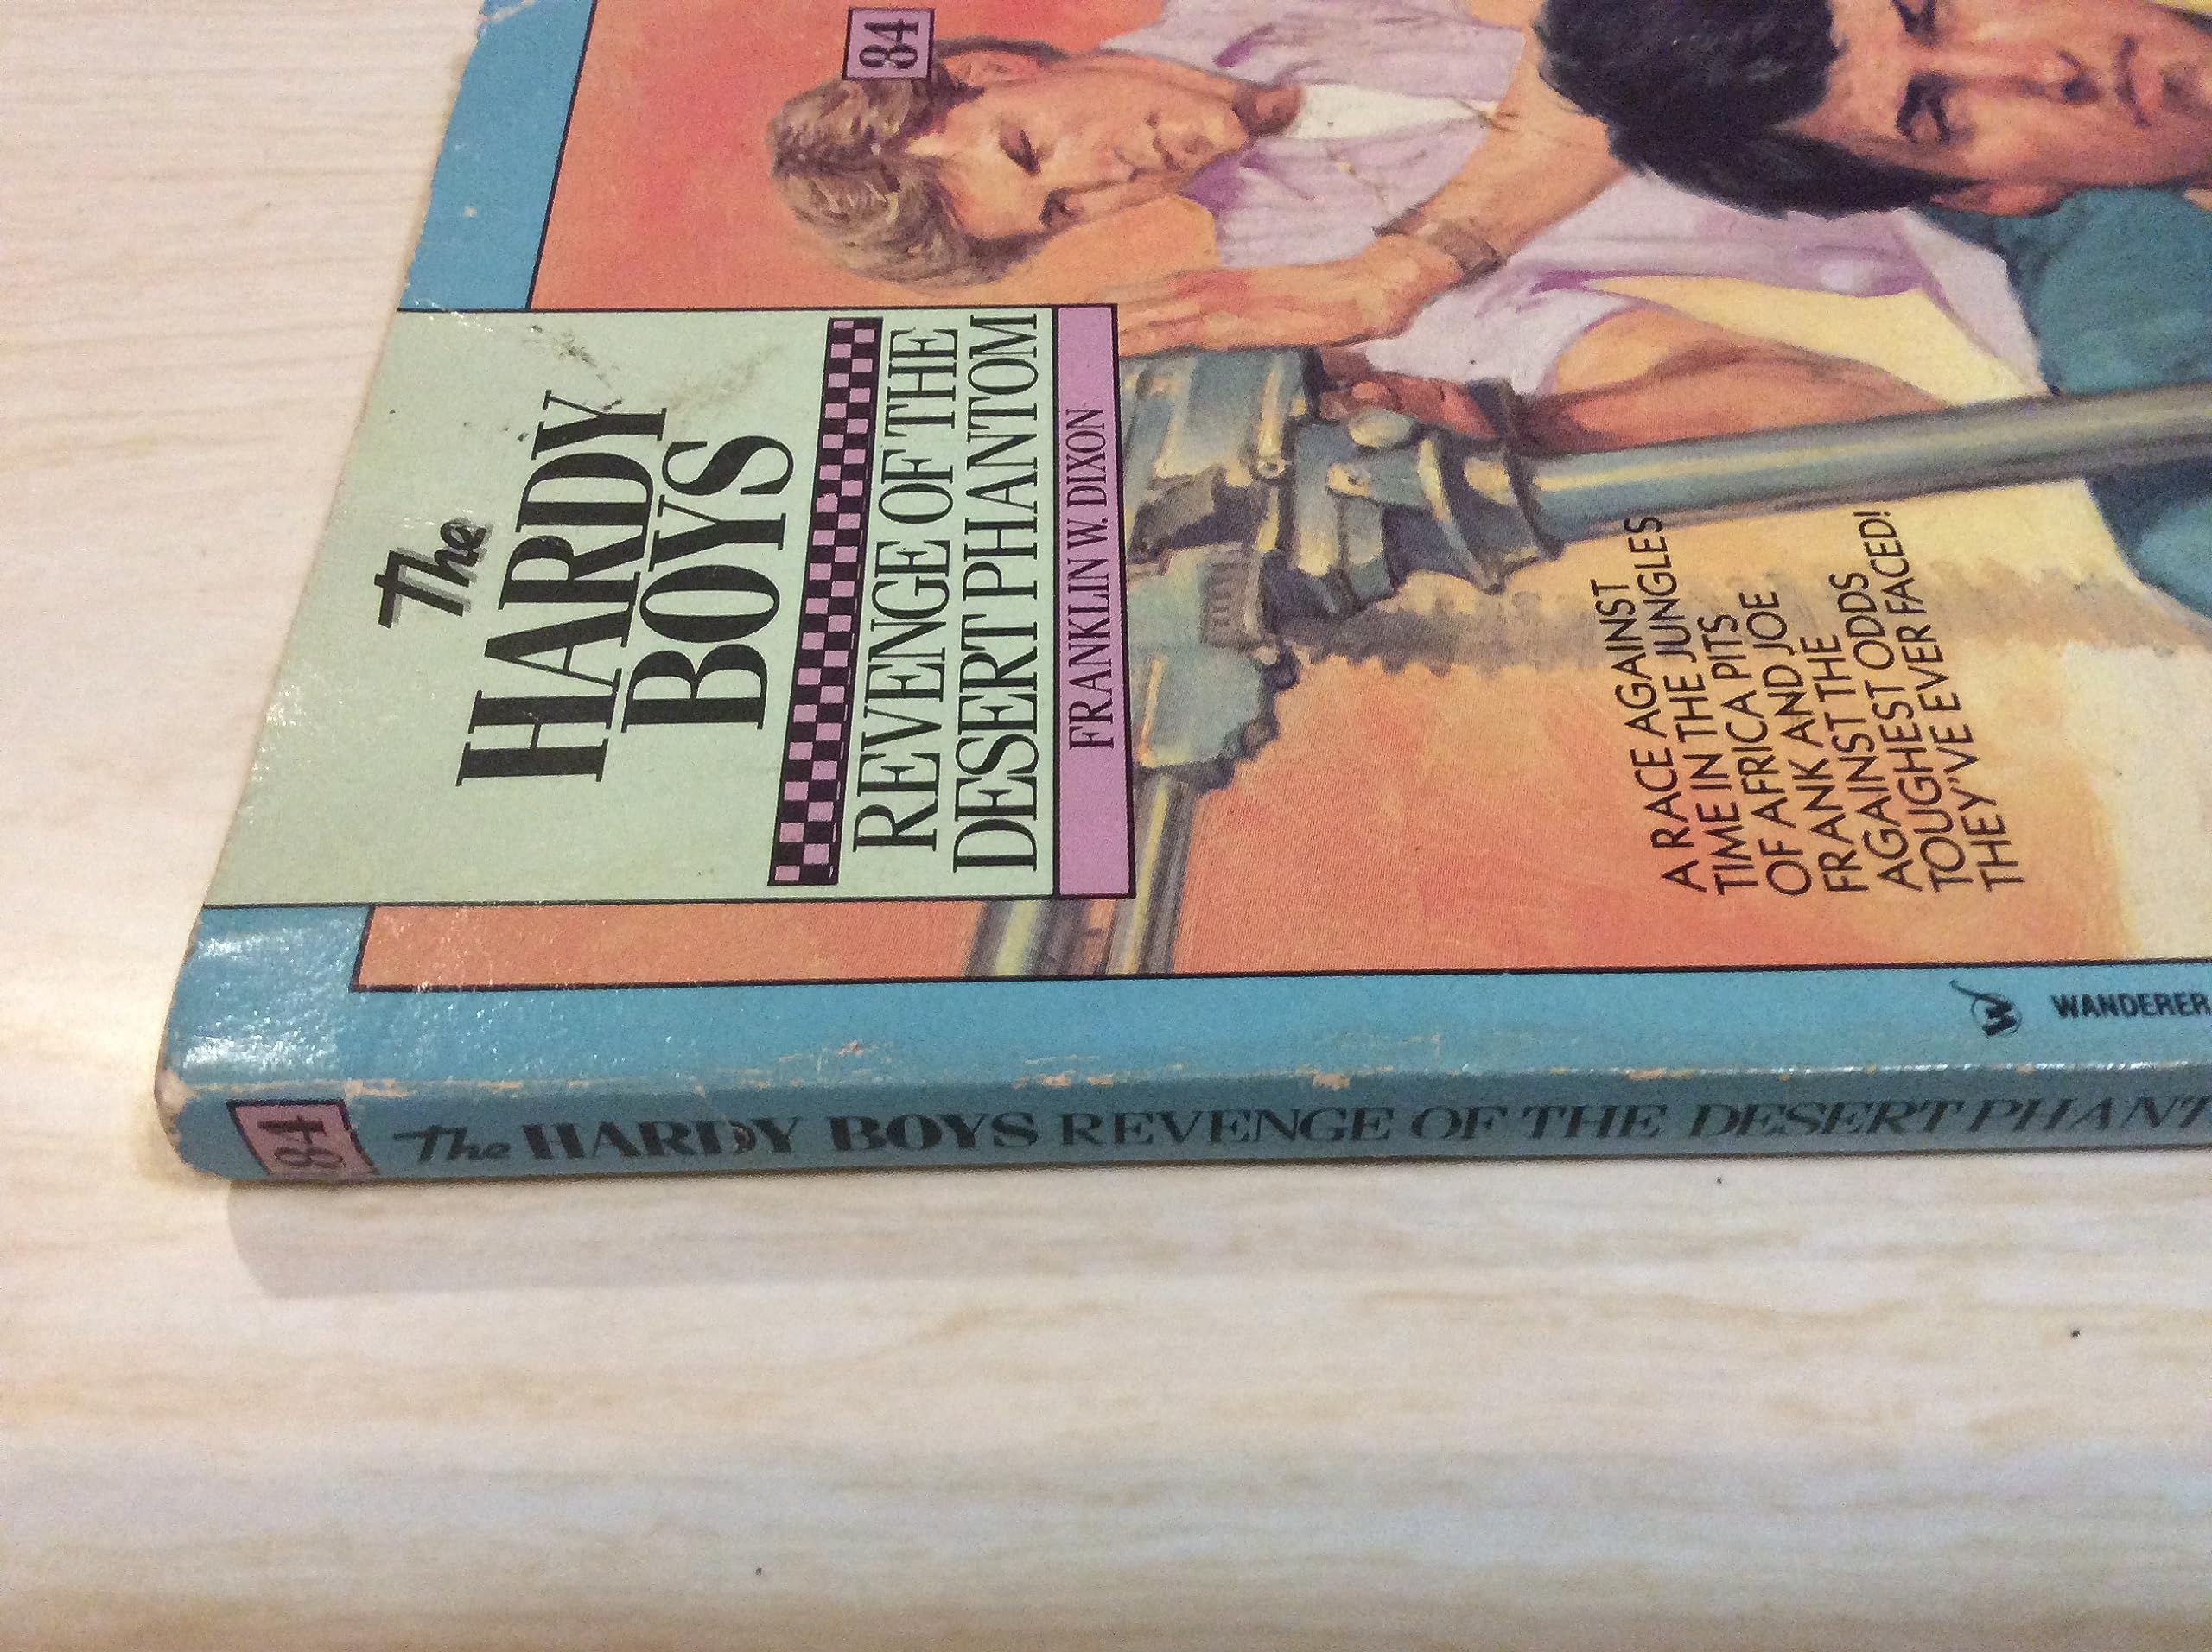 84
The
HARDY
BOYS
REVENGE OF THE
DESERT PHANTOM
FRANKLIN W. DIXON
A RACE AGAINST
TIME IN THE JUNGLES
OF AFRICA PITS
FRANK AND JOE
AGAINST THE
TOUGHEST ODDS
THEY'VE EVER FACED!
W WANDERER
84 The HARDY BOYS REVENGE OF THE DESERT PHANT